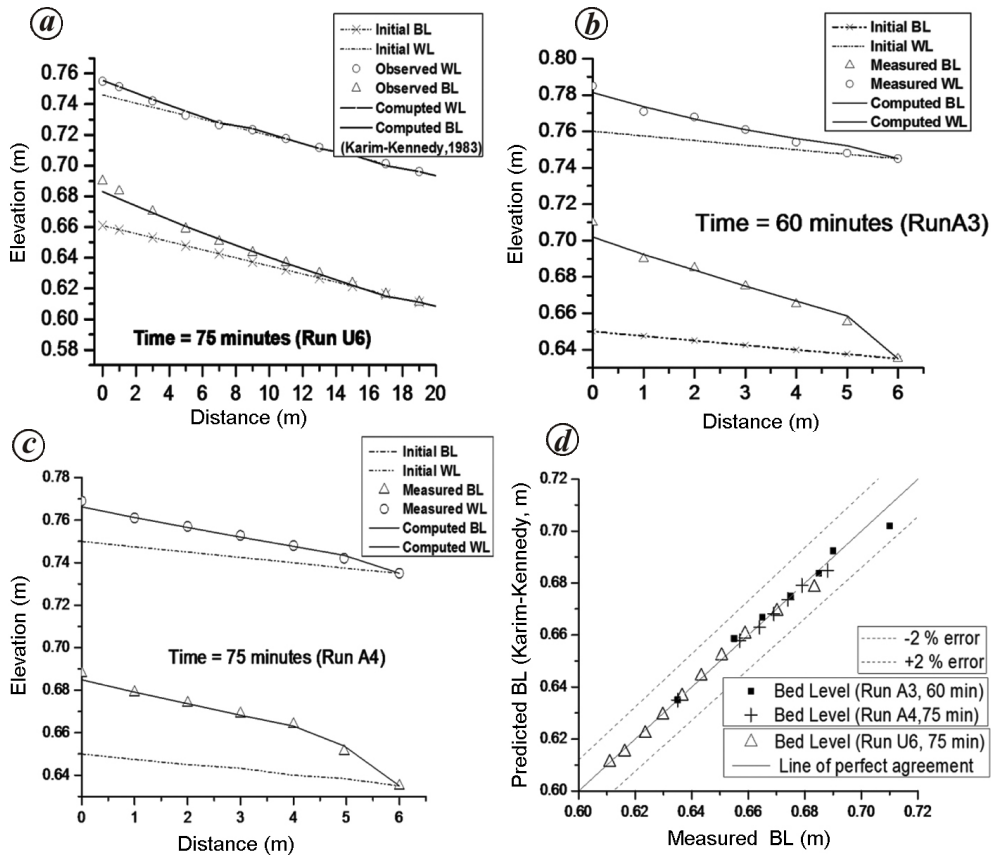 a
Initial BL
Initial WL
Observed WL
Observed BL
Comupted WL
Computed BL
(Karim-Kennedy,1983)
Elevation (m)
0.76
0.74
0.72
0.70
0.68
0.66
0.64
0.62
0.60
0.58
Time = 75 minutes (Run U6)
0 2 4 6 8 10 12 14 16 18 20
Distance (m)
b
Initial BL
Initial WL
Measured BL
Measured WL
Computed BL
Computed WL
Elevation (m)
0.80
0.78
0.76
0.74
0.72
0.70
0.68
0.66
0.64
Time = 60 minutes (RunA3)
0 1 2 3 4 5 6
Distance (m)
c
Initial BL
Initial WL
Measured BL
Measured WL
Computed BL
Computed WL
Elevation (m)
0.78
0.76
0.74
0.72
0.70
0.68
0.66
0.64
Time = 75 minutes (Run A4)
0 1 2 3 4 5 6
Distance (m)
d
Predicted BL (Karim-Kennedy, m)
0.72
0.70
0.68
0.66
0.64
0.62
0.60
-2 % error
+2 % error
Bed Level (Run A3, 60 min)
Bed Level (Run A4,75 min)
Bed Level (Run U6, 75 min)
Line of perfect agreement
0.60 0.62 0.64 0.66 0.68 0.70 0.72
Measured BL (m)